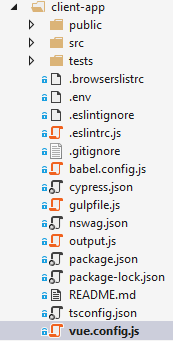 client-app
public
src
tests
.browserslistrc
.env
.eslintignore
.eslintrc.js
.gitignore
babel.config.js
cypress.json
gulpfile.js
nswag.json
output.js
package.json
package-lock.json
README.md
tsconfig.json
vue.config.js